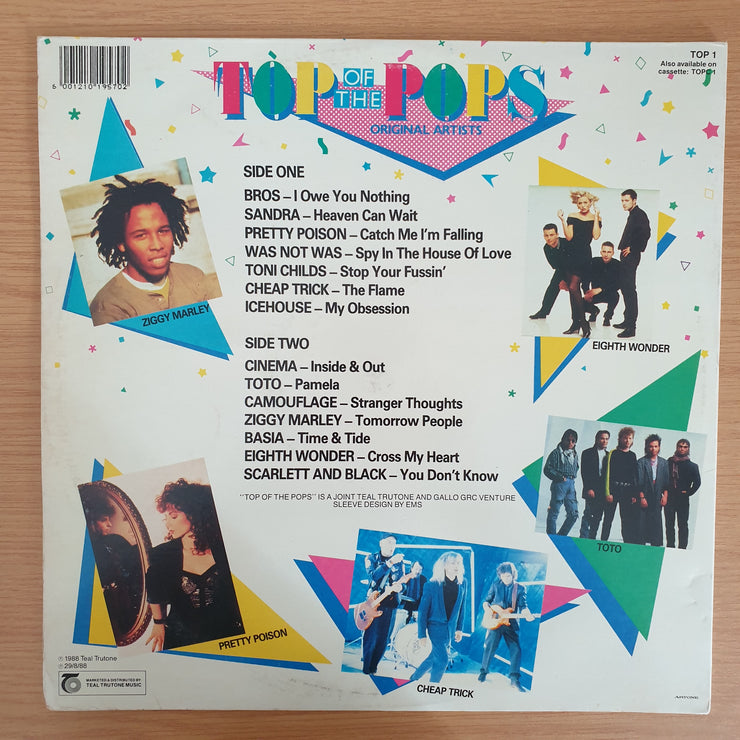 6 001210 195702
TOP OF THE POPS
ORIGINAL ARTISTS
TOP 1
Also available on
cassette: TOPC 1
SIDE ONE
BROS – I Owe You Nothing
SANDRA – Heaven Can Wait
PRETTY POISON – Catch Me I'm Falling
WAS NOT WAS – Spy In The House Of Love
TONI CHILDS – Stop Your Fussin'
CHEAP TRICK – The Flame
ICEHOUSE – My Obsession
SIDE TWO
CINEMA – Inside & Out
TOTO – Pamela
CAMOUFLAGE – Stranger Thoughts
ZIGGY MARLEY – Tomorrow People
BASIA – Time & Tide
EIGHTH WONDER – Cross My Heart
SCARLETT AND BLACK – You Don't Know
"TOP OF THE POPS" IS A JOINT TEAL TRUTONE AND GALLO GRC VENTURE
SLEEVE DESIGN BY EMS
ZIGGY MARLEY
EIGHTH WONDER
TOTO
PRETTY POISON
CHEAP TRICK
℗ 1988 Teal Trutone
℗ 29/8/88
MARKETED & DISTRIBUTED BY
TEAL TRUTONE MUSIC